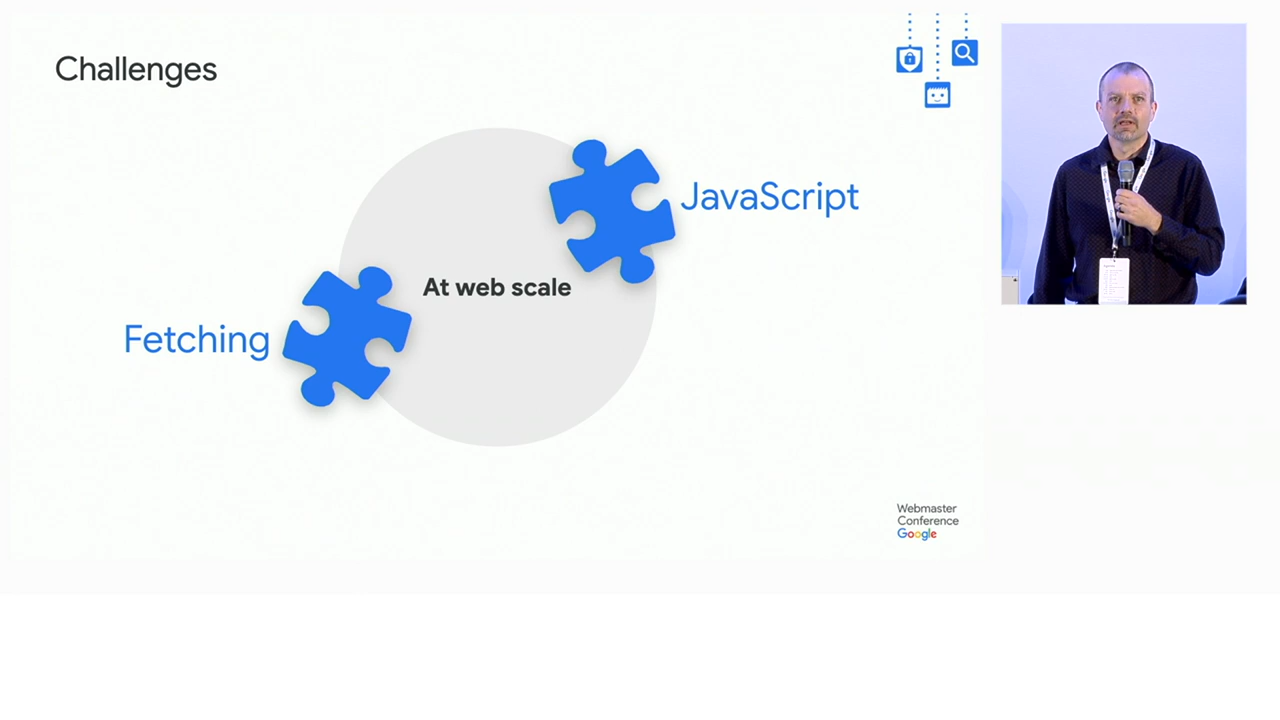 Challenges
JavaScript
At web scale
Fetching
Webmaster
Conference
Google